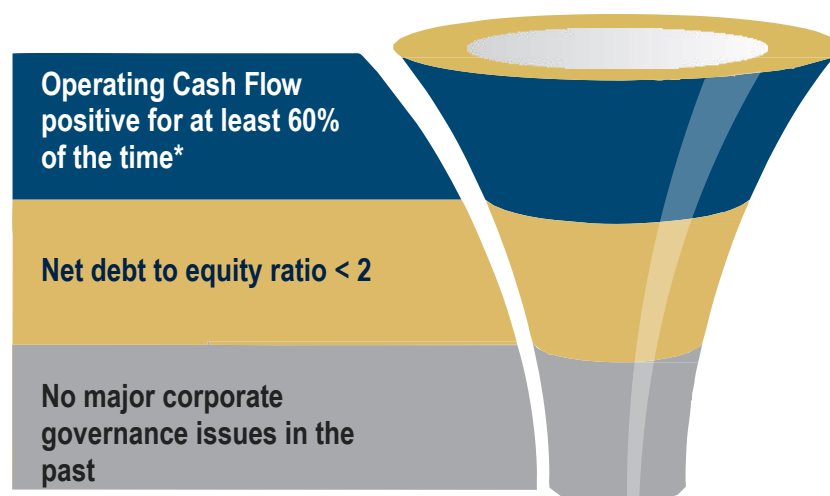 Operating Cash Flow
positive for at least 60%
of the time*
Net debt to equity ratio < 2
No major corporate
governance issues in the
past